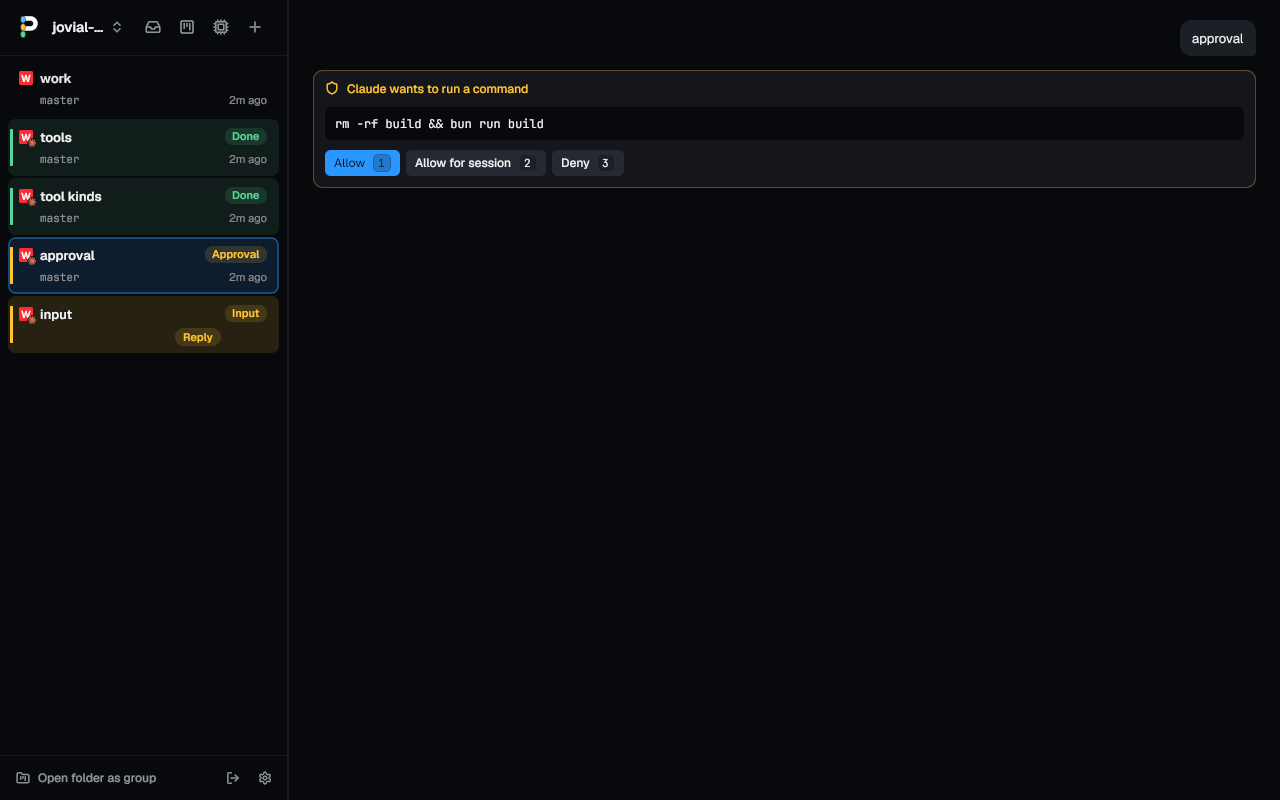 jovial-...
work
master 2m ago
tools Done
master 2m ago
tool kinds Done
master 2m ago
approval Approval
master 2m ago
input Input
Reply
Open folder as group
approval
Claude wants to run a command
rm -rf build && bun run build
Allow 1 Allow for session 2 Deny 3